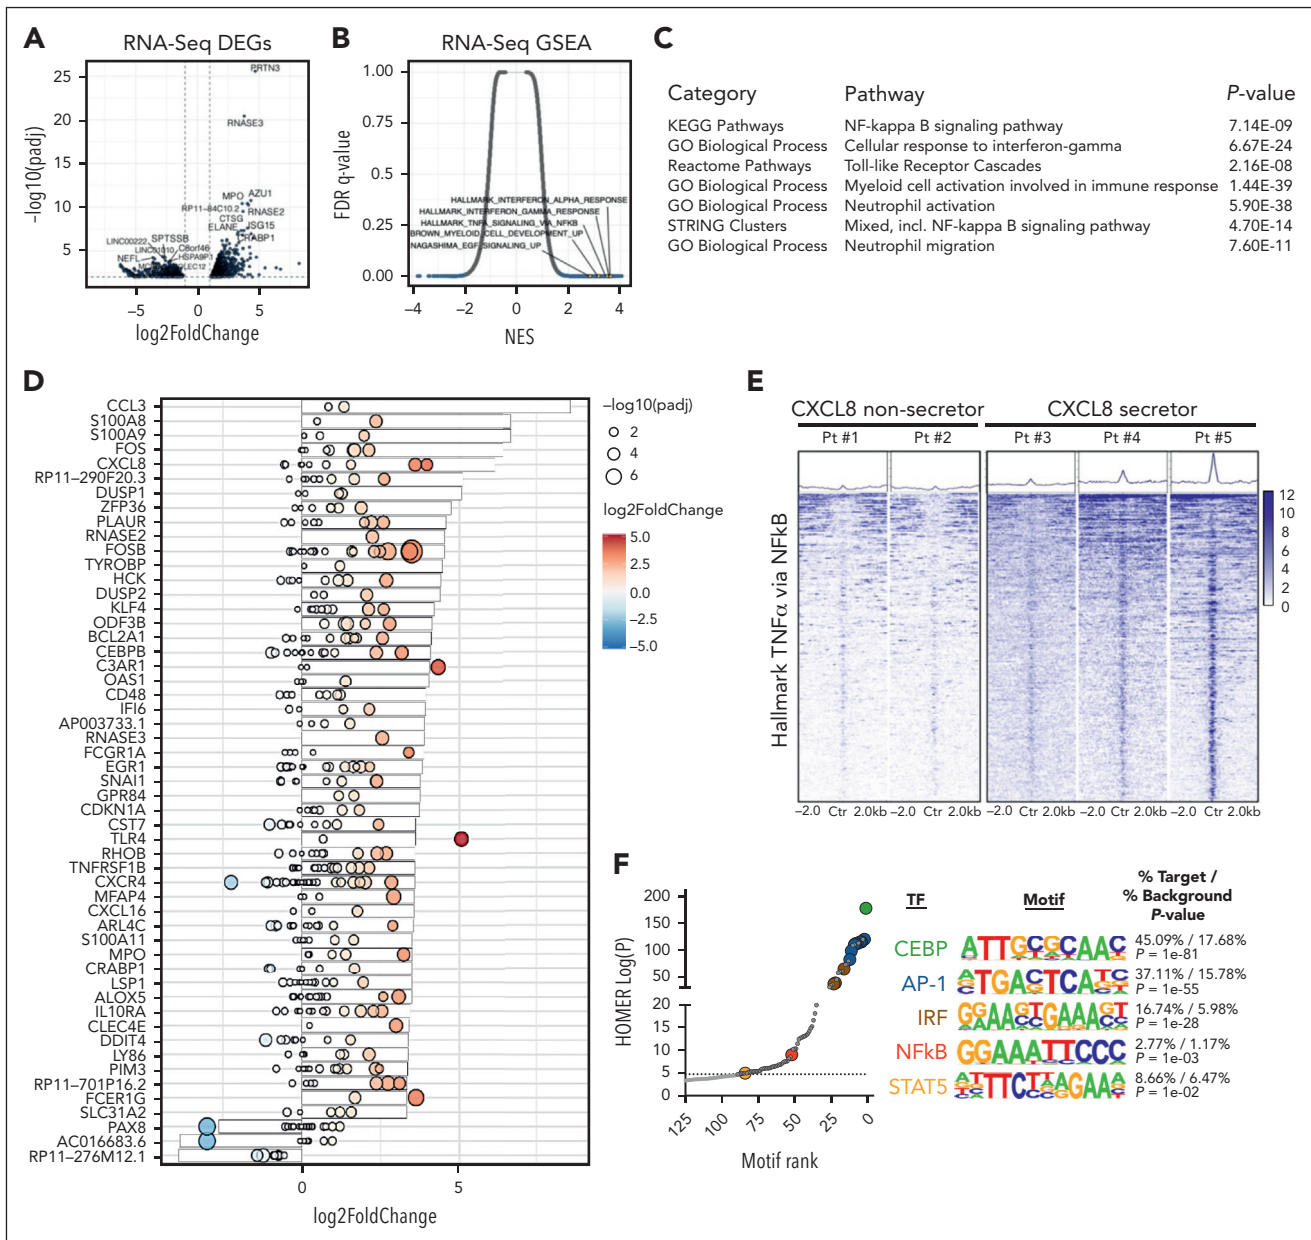 A
RNA-Seq DEGs
PRTN3
RNASE3
MPO
AZU1
RP11-84C10.2
RNASE2
CTSG
ELANE
ISG15
CRABP1
LINC00222
SPTSSB
LINC01010
C8orf46
NEFL
HSPA9P1
25
20
15
10
5
−5
0
5
−log10(padj)
log2FoldChange
B
RNA-Seq GSEA
1.00
0.75
0.5
0.25
0.00
HALLMARK_INTERFERON_ALPHA_RESPONSE
HALLMARK_INTERFERON_GAMMA_RESPONSE
HALLMARK_TNFA_SIGNALING_VIA_NFKB
BROWN_MYELOID_CELL_DEVELOPMENT_UP
NAGASHIMA_EGF_SIGNALING_UP
FDR q-value
−4
−2
0
2
4
NES
C
Category Pathway P-value
KEGG Pathways NF-kappa B signaling pathway 7.14E-09
GO Biological Process Cellular response to interferon-gamma 6.67E-24
Reactome Pathways Toll-like Receptor Cascades 2.16E-08
GO Biological Process Myeloid cell activation involved in immune response 1.44E-39
GO Biological Process Neutrophil activation 5.90E-38
STRING Clusters Mixed, incl. NF-kappa B signaling pathway 4.70E-14
GO Biological Process Neutrophil migration 7.60E-11
D
CCL3
S100A8
S100A9
FOS
CXCL8
RP11−290F20.3
DUSP1
ZFP36
PLAUR
RNASE2
FOSB
TYROBP
HCK
DUSP2
KLF4
ODF3B
BCL2A1
CEBPB
C3AR1
OAS1
CD48
IFI6
AP003733.1
RNASE3
FCGR1A
EGR1
SNAI1
GPR84
CDKN1A
CST7
TLR4
RHOB
TNFRSF1B
CXCR4
MFAP4
CXCL16
ARL4C
S100A11
MPO
CRABP1
LSP1
ALOX5
IL10RA
CLEC4E
DDIT4
LY86
PIM3
RP11−701P16.2
FCER1G
SLC31A2
PAX8
AC016683.6
RP11−276M12.1
0
5
log2FoldChange
−log10(padj)
2
4
6
log2FoldChange
5.0
2.5
0.0
−2.5
−5.0
E
CXCL8 non-secretor
CXCL8 secretor
Pt #1
Pt #2
Pt #3
Pt #4
Pt #5
Hallmark TNFα via NFkB
−2.0 Ctr 2.0kb
−2.0 Ctr 2.0kb
−2.0 Ctr 2.0kb
−2.0 Ctr 2.0kb
−2.0 Ctr 2.0kb
12
10
8
6
4
2
0
F
200
150
100
50
20
15
10
5
0
HOMER Log(P)
125
100
75
50
25
0
Motif rank
TF Motif % Target / % Background P-value
CEBP ATTGCGCAAC 45.09% / 17.68%
P = 1e-81
AP-1 37.11% / 15.78%
P = 1e-55
IRF 16.74% / 5.98%
P = 1e-28
NFkB GGAAATTCCC 2.77% / 1.17%
P = 1e-03
STAT5 8.66% / 6.47%
P = 1e-02